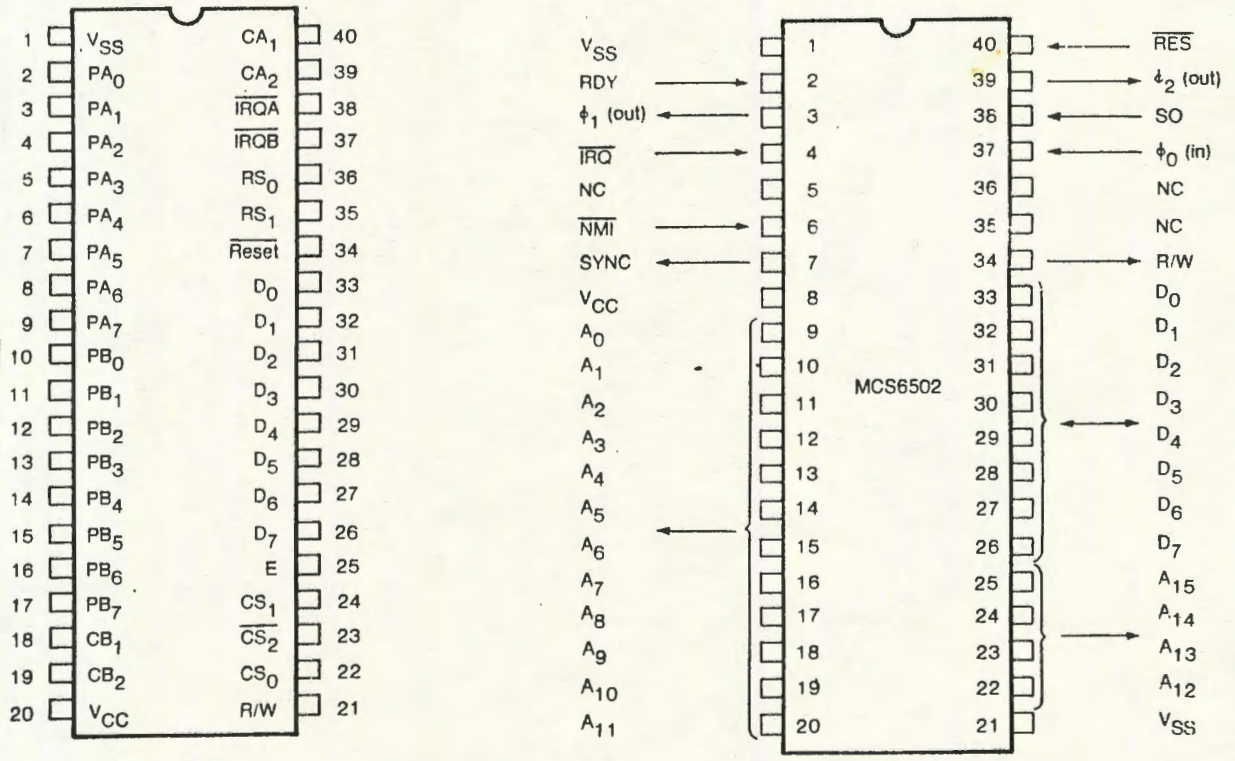 1 VSS CA1 40
2 PA0 CA2 39
3 PA1 IRQA 38
4 PA2 IRQB 37
5 PA3 RS0 36
6 PA4 RS1 35
7 PA5 Reset 34
8 PA6 D0 33
9 PA7 D1 32
10 PB0 D2 31
11 PB1 D3 30
12 PB2 D4 29
13 PB3 D5 28
14 PB4 D6 27
15 PB5 D7 26
16 PB6 E 25
17 PB7 CS1 24
18 CB1 CS2 23
19 CB2 CS0 22
20 VCC R/W 21
VSS 1 40 RES
RDY 2 39 ϕ2 (out)
ϕ1 (out) 3 38 SO
IRQ 4 37 ϕ0 (in)
NC 5 36 NC
NMI 6 35 NC
SYNC 7 34 R/W
VCC 8 33 D0
A0 9 32 D1
A1 10 31 D2
MCS6502
A2 11 30 D3
A3 12 29 D4
A4 13 28 D5
A5 14 27 D6
A6 15 26 D7
A7 16 25 A15
A8 17 24 A14
A9 18 23 A13
A10 19 22 A12
A11 20 21 VSS